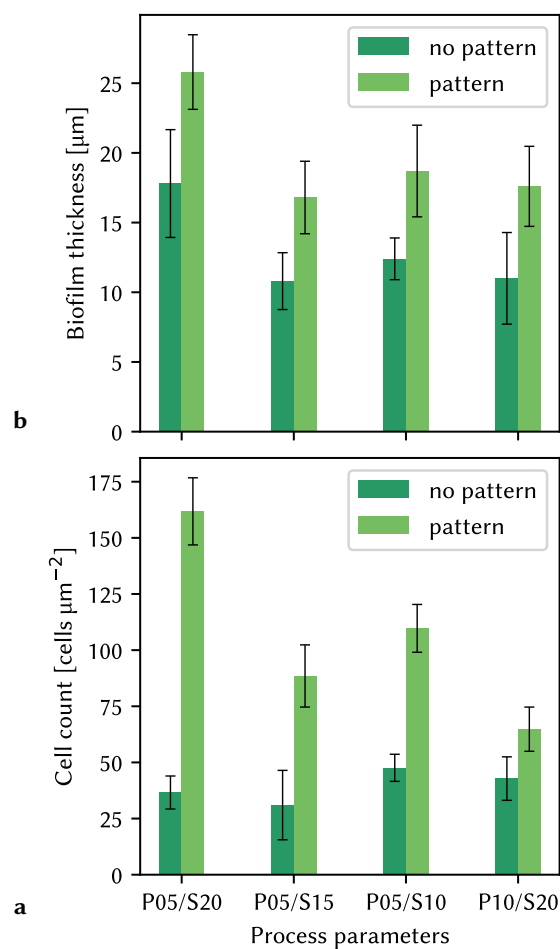 Biofilm thickness [μm]
25
20
15
10
5
0
no pattern
pattern
b
Cell count [cells μm⁻²]
175
150
125
100
75
50
25
0
no pattern
pattern
P05/S20 P05/S15 P05/S10 P10/S20
a
Process parameters